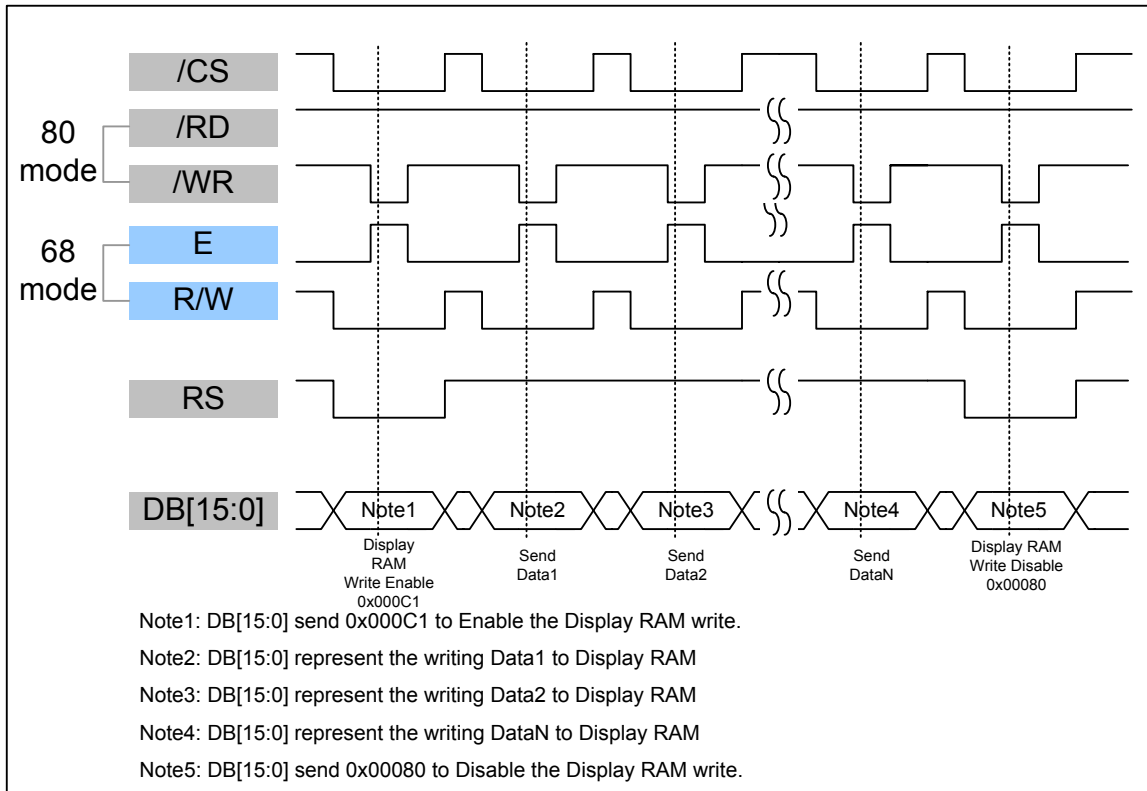 /CS
80
mode
/RD
/WR
68
mode
E
R/W
RS
DB[15:0]
Note1
Note2
Note3
Note4
Note5
Display
RAM
Write Enable
0x000C1
Send
Data1
Send
Data2
Send
DataN
Display RAM
Write Disable
0x00080
Note1: DB[15:0] send 0x000C1 to Enable the Display RAM write.
Note2: DB[15:0] represent the writing Data1 to Display RAM
Note3: DB[15:0] represent the writing Data2 to Display RAM
Note4: DB[15:0] represent the writing DataN to Display RAM
Note5: DB[15:0] send 0x00080 to Disable the Display RAM write.